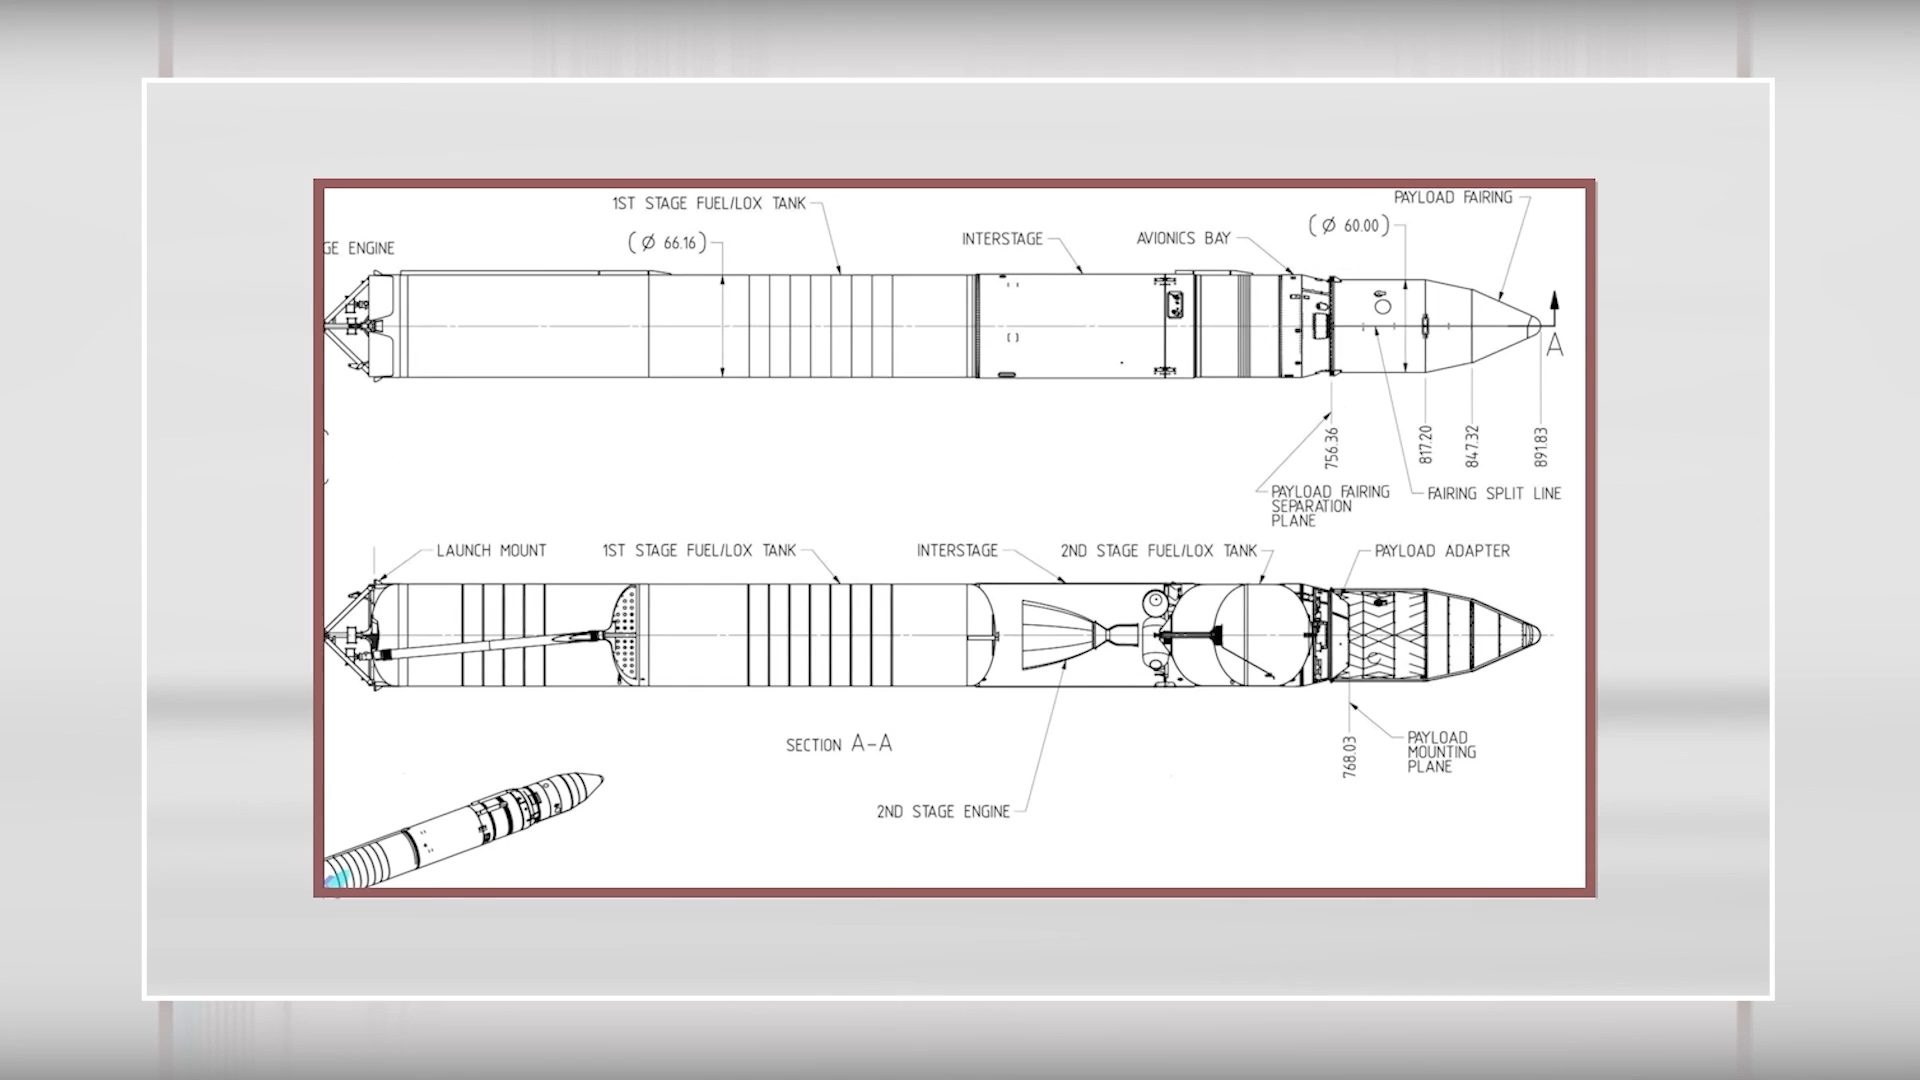 PAYLOAD FAIRING
1ST STAGE FUEL/LOX TANK
(Ø 60.00)
(Ø 66.16)
INTERSTAGE
AVIONICS BAY
GE ENGINE
A
756.36
817.20
847.32
891.83
PAYLOAD FAIRING
SEPARATION
PLANE
FAIRING SPLIT LINE
LAUNCH MOUNT
1ST STAGE FUEL/LOX TANK
INTERSTAGE
2ND STAGE FUEL/LOX TANK
PAYLOAD ADAPTER
SECTION A-A
768.03
PAYLOAD
MOUNTING
PLANE
2ND STAGE ENGINE